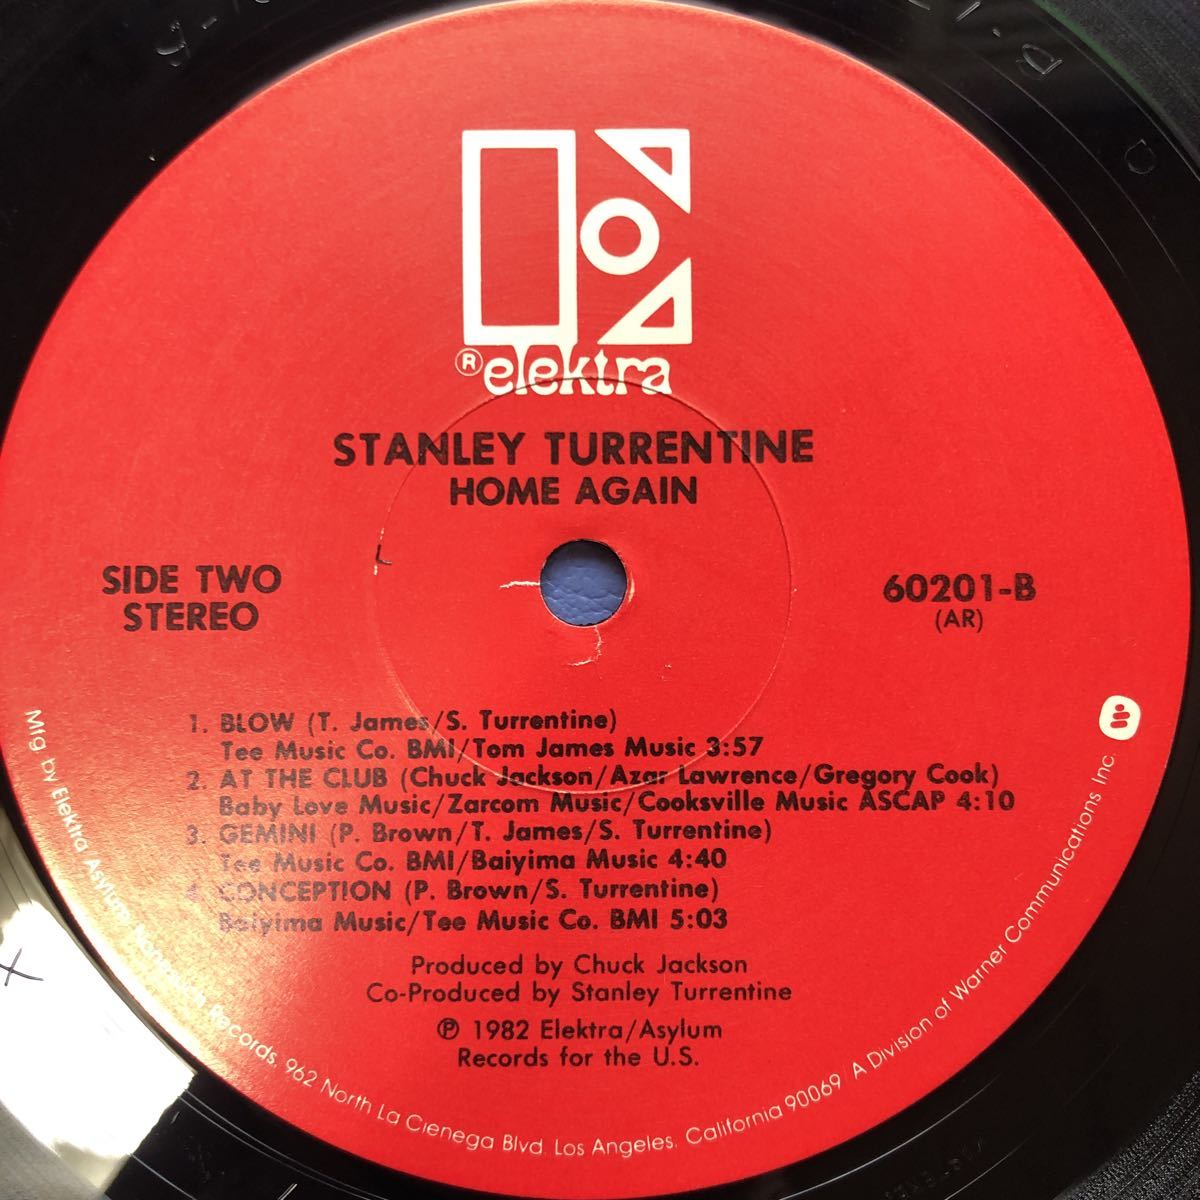 ® elektra
STANLEY TURRENTINE
HOME AGAIN
SIDE TWO
STEREO
60201-B
(AR)
1. BLOW (T. James/S. Turrentine)
Tee Music Co. BMI/Tom James Music 3:57
2. AT THE CLUB (Chuck Jackson/Azar Lawrence/Gregory Cook)
Baby Love Music/Zarcom Music/Cooksville Music ASCAP 4:10
3. GEMINI (P. Brown/T. James/S. Turrentine)
Tee Music Co. BMI/Baiyima Music 4:40
4. CONCEPTION (P. Brown/S. Turrentine)
Baiyima Music/Tee Music Co. BMI 5:03
Produced by Chuck Jackson
Co-Produced by Stanley Turrentine
℗ 1982 Elektra/Asylum
Records for the U.S.
Mfg. by Elektra/Asylum/Nonesuch Records, 962 North La Cienega Blvd. Los Angeles, California 90069 A Division of Warner Communications Inc.